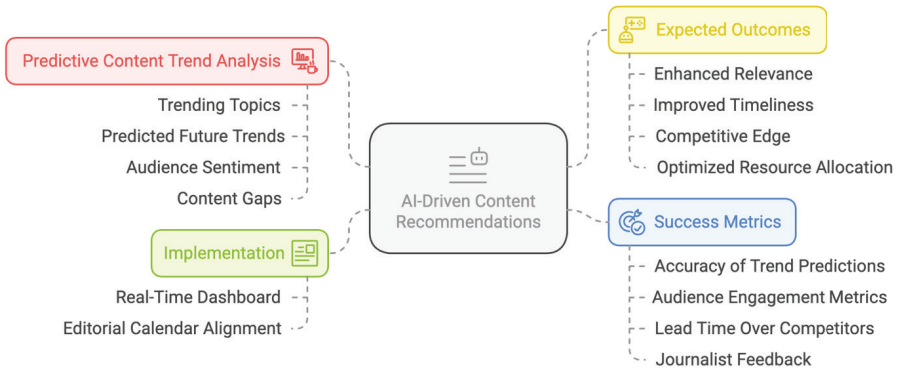 Predictive Content Trend Analysis
Trending Topics
Predicted Future Trends
Audience Sentiment
Content Gaps
Implementation
Real-Time Dashboard
Editorial Calendar Alignment
AI-Driven Content
Recommendations
Expected Outcomes
Enhanced Relevance
Improved Timeliness
Competitive Edge
Optimized Resource Allocation
Success Metrics
Accuracy of Trend Predictions
Audience Engagement Metrics
Lead Time Over Competitors
Journalist Feedback